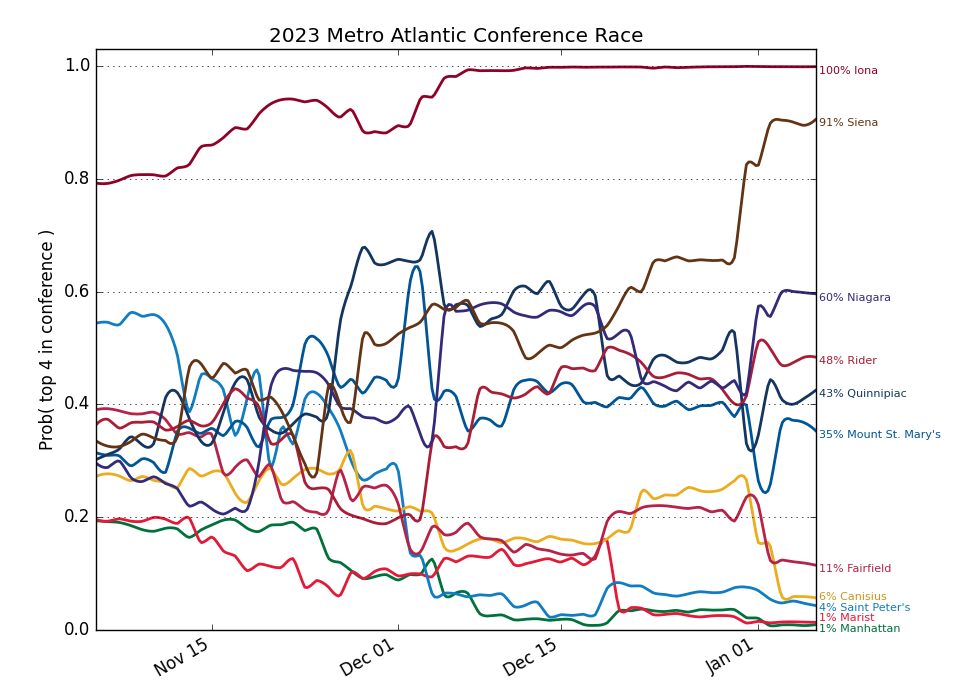 2023 Metro Atlantic Conference Race
Prob( top 4 in conference )
1.0
0.8
0.6
0.4
0.2
0.0
Nov 15
Dec 01
Dec 15
Jan 01
100% Iona
91% Siena
60% Niagara
48% Rider
43% Quinnipiac
35% Mount St. Mary's
11% Fairfield
6% Canisius
4% Saint Peter's
1% Marist
1% Manhattan